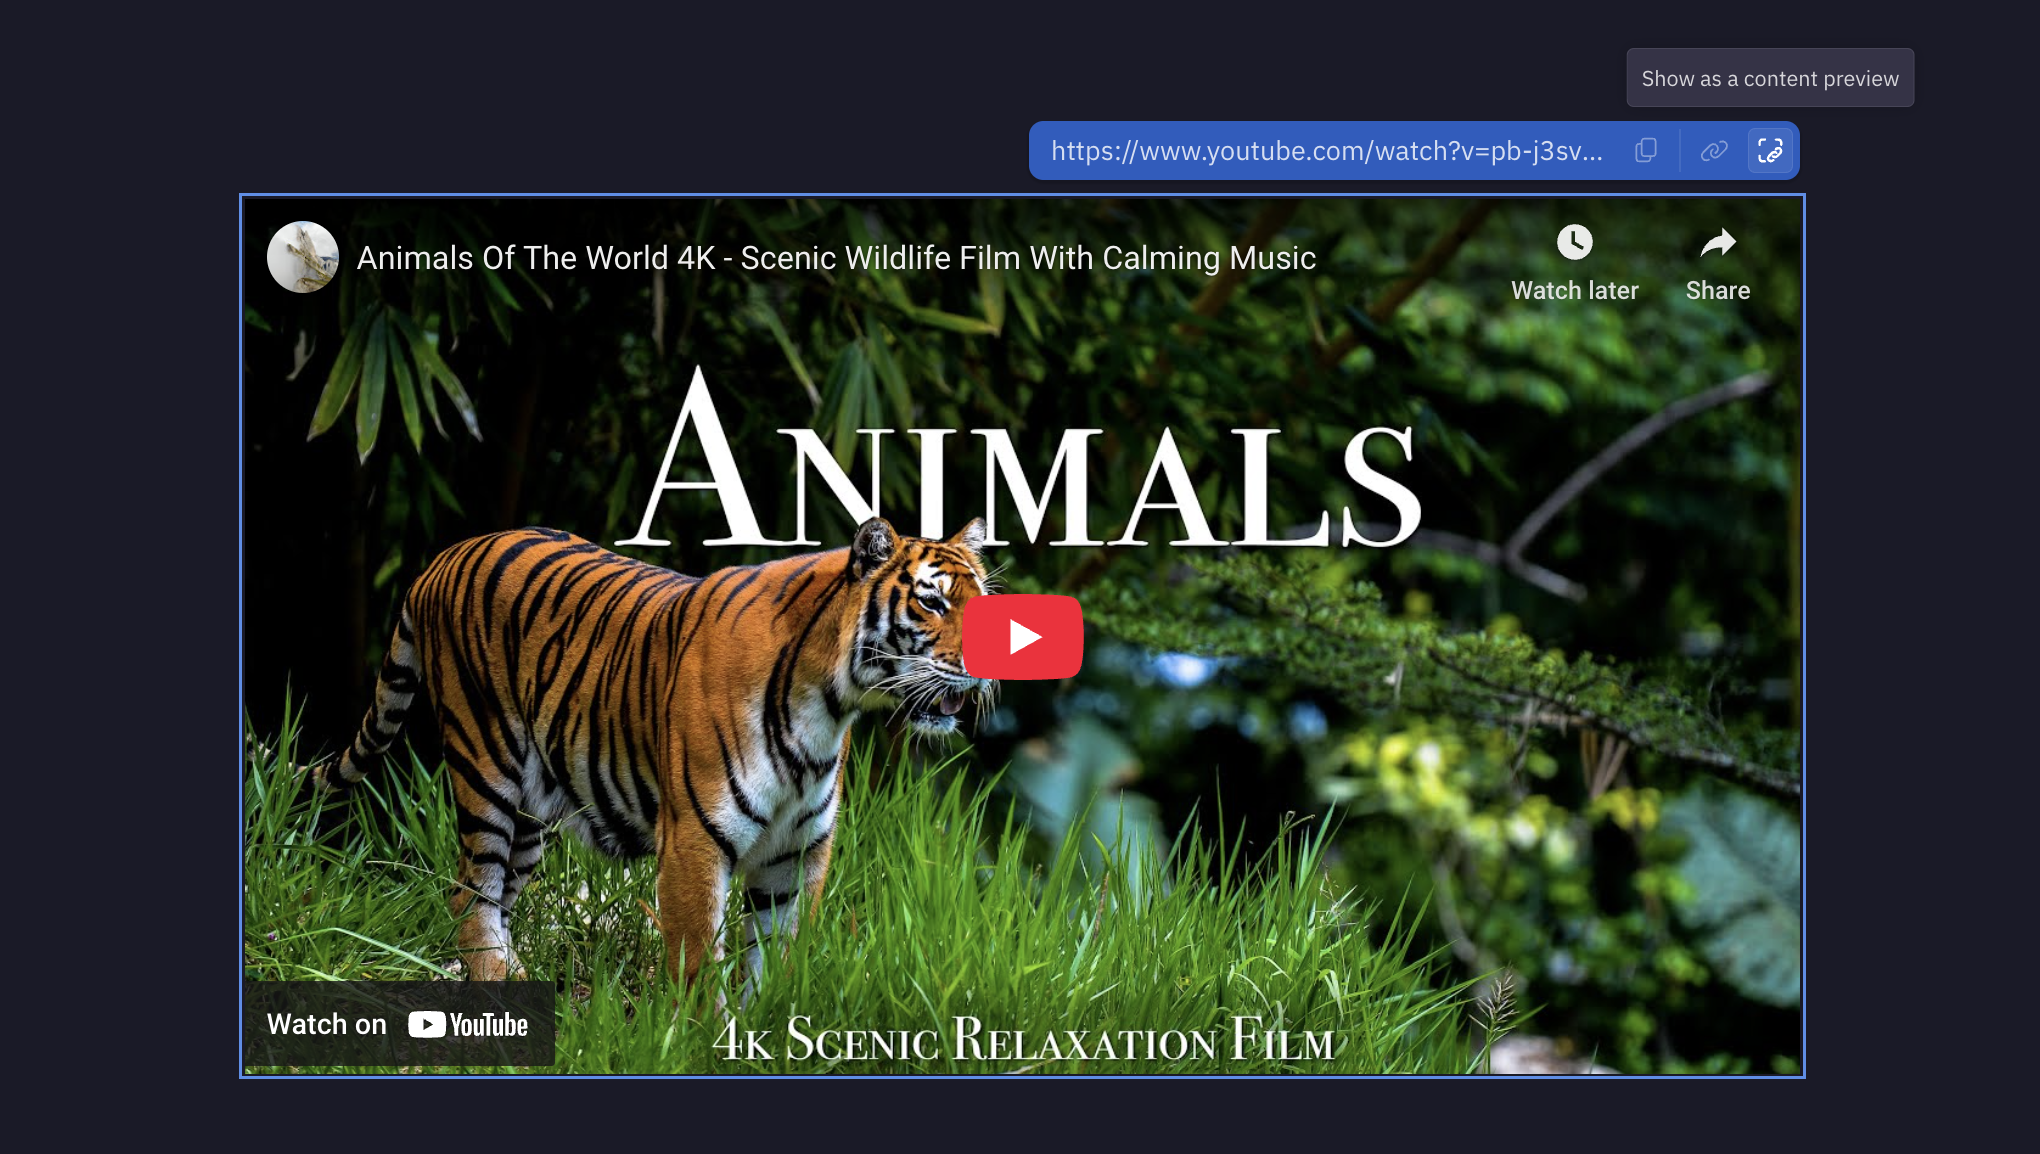 Show as a content preview
https://www.youtube.com/watch?v=pb-j3sv...
Animals Of The World 4K - Scenic Wildlife Film With Calming Music
Watch later
Share
ANIMALS
Watch on YouTube
4K SCENIC RELAXATION FILM